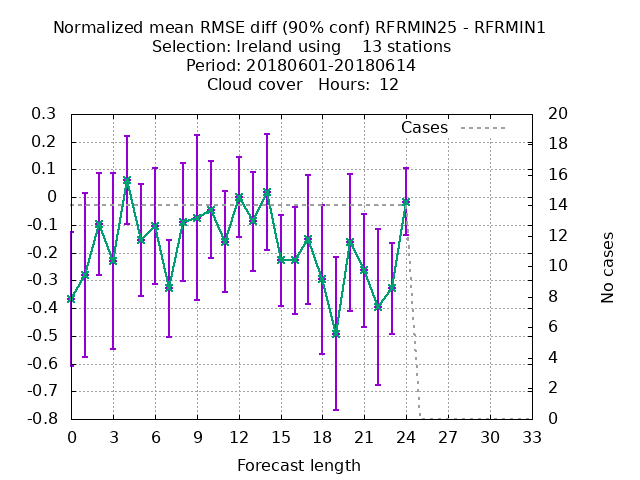 Normalized mean RMSE diff (90% conf) RFRMIN25 - RFRMIN1
Selection: Ireland using    13 stations
Period: 20180601-20180614
Cloud cover   Hours:  12
Cases
0.3
0.2
0.1
0
-0.1
-0.2
-0.3
-0.4
-0.5
-0.6
-0.7
-0.8
20
18
16
14
12
10
8
6
4
2
0
No cases
0 3 6 9 12 15 18 21 24 27 30 33
Forecast length